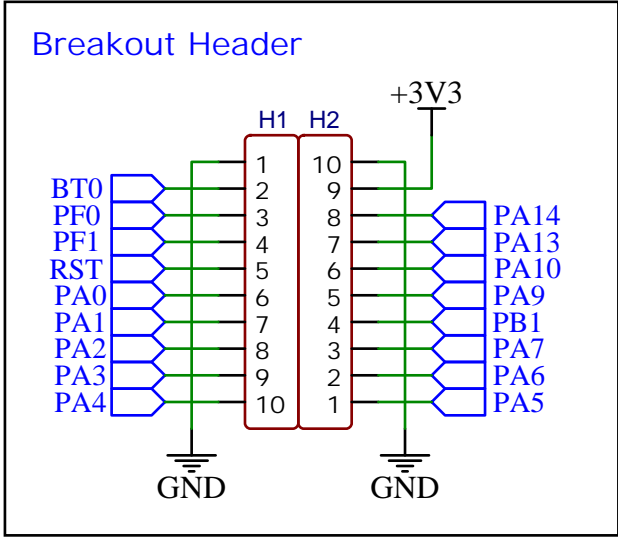 Breakout Header
+3V3
H1 H2
1 10
BT0 2 9
PF0 3 8 PA14
PF1 4 7 PA13
RST 5 6 PA10
PA0 6 5 PA9
PA1 7 4 PB1
PA2 8 3 PA7
PA3 9 2 PA6
PA4 10 1 PA5
GND GND